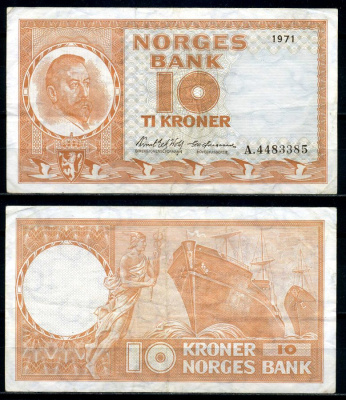 NORGES
1971
BANK
10
TI KRONER
A.4483385
10
KRONER
10
NORGES BANK